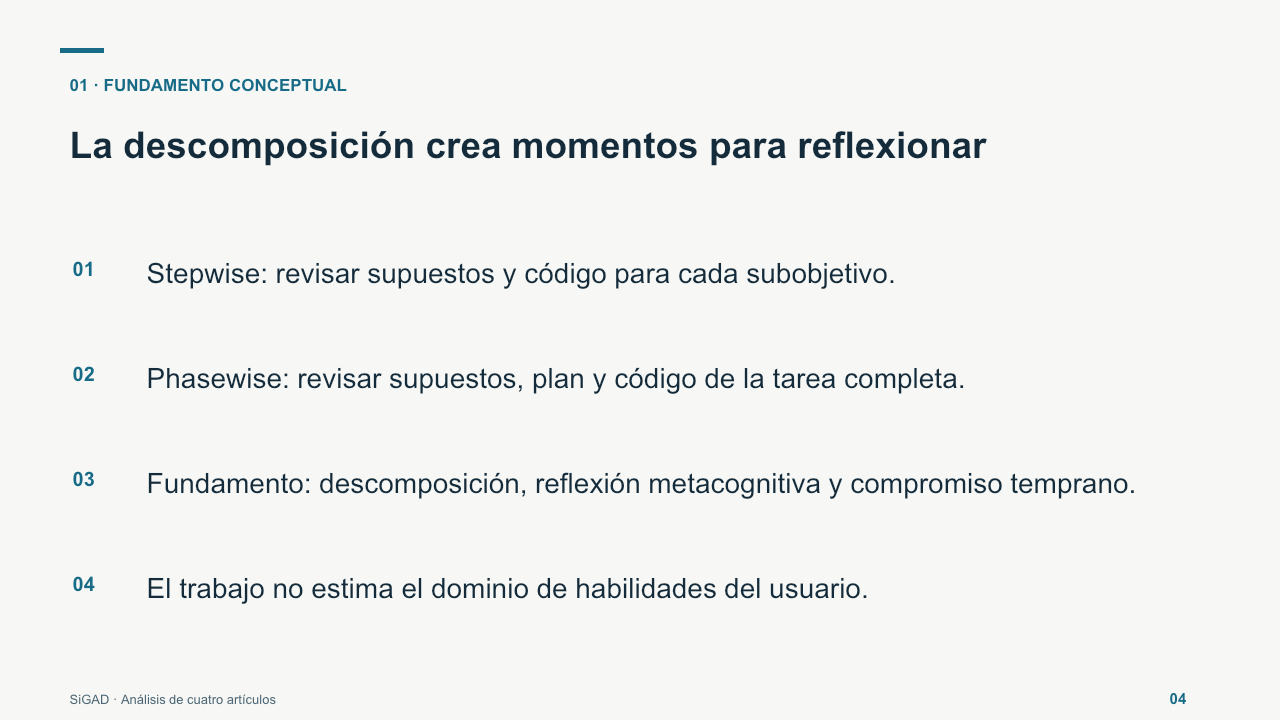 01 · FUNDAMENTO CONCEPTUAL
La descomposición crea momentos para reflexionar
01 Stepwise: revisar supuestos y código para cada subobjetivo.
02 Phasewise: revisar supuestos, plan y código de la tarea completa.
03 Fundamento: descomposición, reflexión metacognitiva y compromiso temprano.
04 El trabajo no estima el dominio de habilidades del usuario.
SiGAD · Análisis de cuatro artículos 04